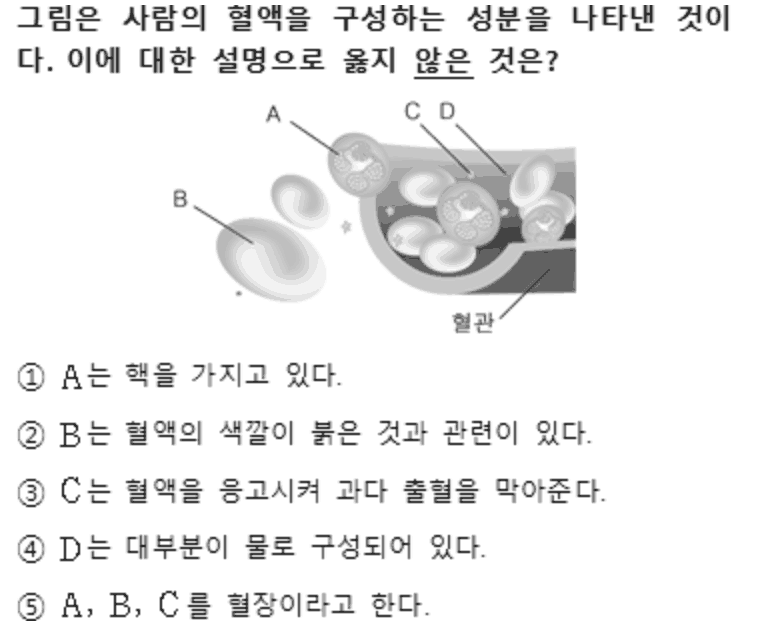 그림은 사람의 혈액을 구성하는 성분을 나타낸 것이
다. 이에 대한 설명으로 옳지 않은 것은?
A
C D
B
혈관
① A는 핵을 가지고 있다.
② B는 혈액의 색깔이 붉은 것과 관련이 있다.
③ C는 혈액을 응고시켜 과다 출혈을 막아준다.
④ D는 대부분이 물로 구성되어 있다.
⑤ A, B, C를 혈장이라고 한다.